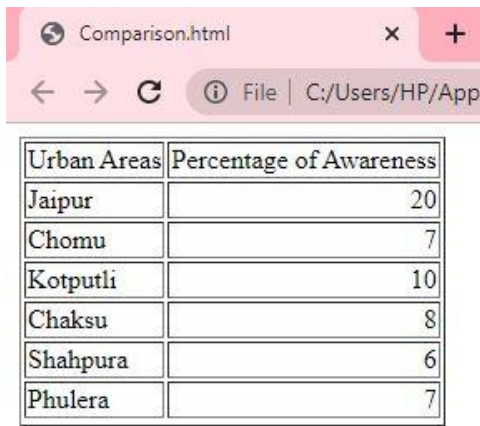 Comparison.html
File | C:/Users/HP/App
Urban Areas Percentage of Awareness
Jaipur 20
Chomu 7
Kotputli 10
Chaksu 8
Shahpura 6
Phulera 7